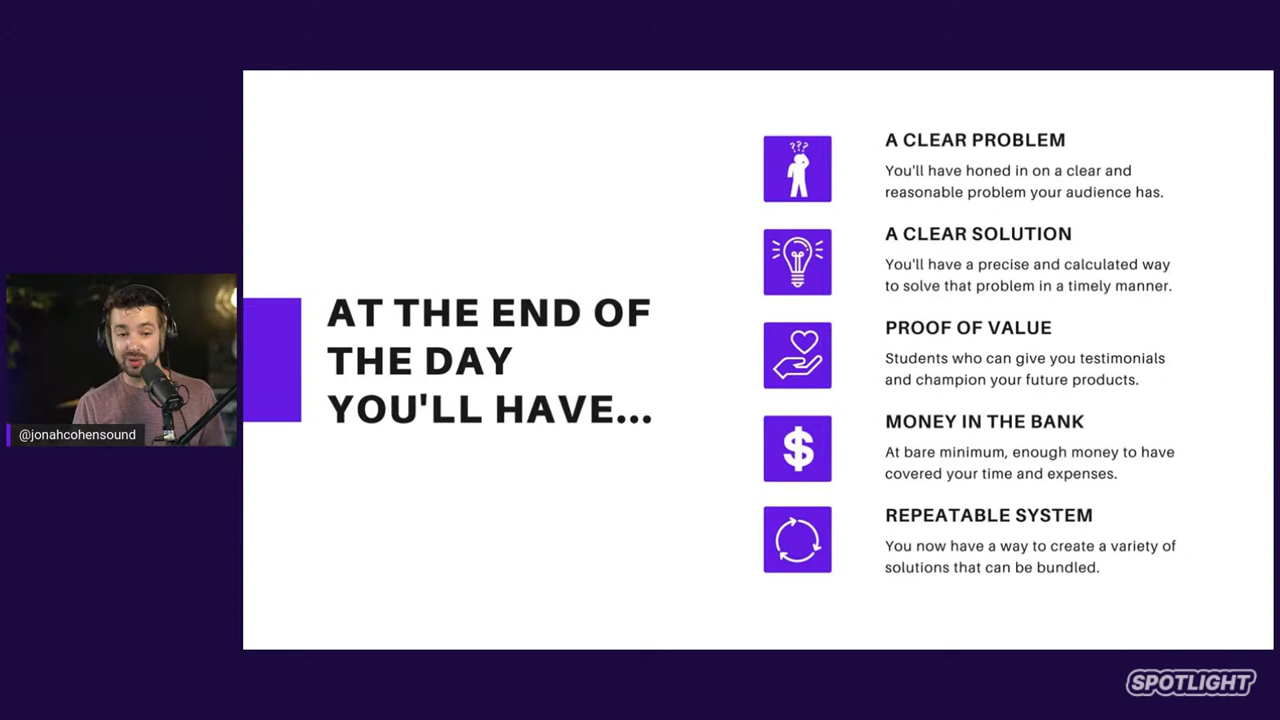 AT THE END OF
THE DAY
YOU'LL HAVE...
A CLEAR PROBLEM
You'll have honed in on a clear and
reasonable problem your audience has.
A CLEAR SOLUTION
You'll have a precise and calculated way
to solve that problem in a timely manner.
PROOF OF VALUE
Students who can give you testimonials
and champion your future products.
MONEY IN THE BANK
At bare minimum, enough money to have
covered your time and expenses.
REPEATABLE SYSTEM
You now have a way to create a variety of
solutions that can be bundled.
???
$
@jonahcohensound
SPOTLIGHT